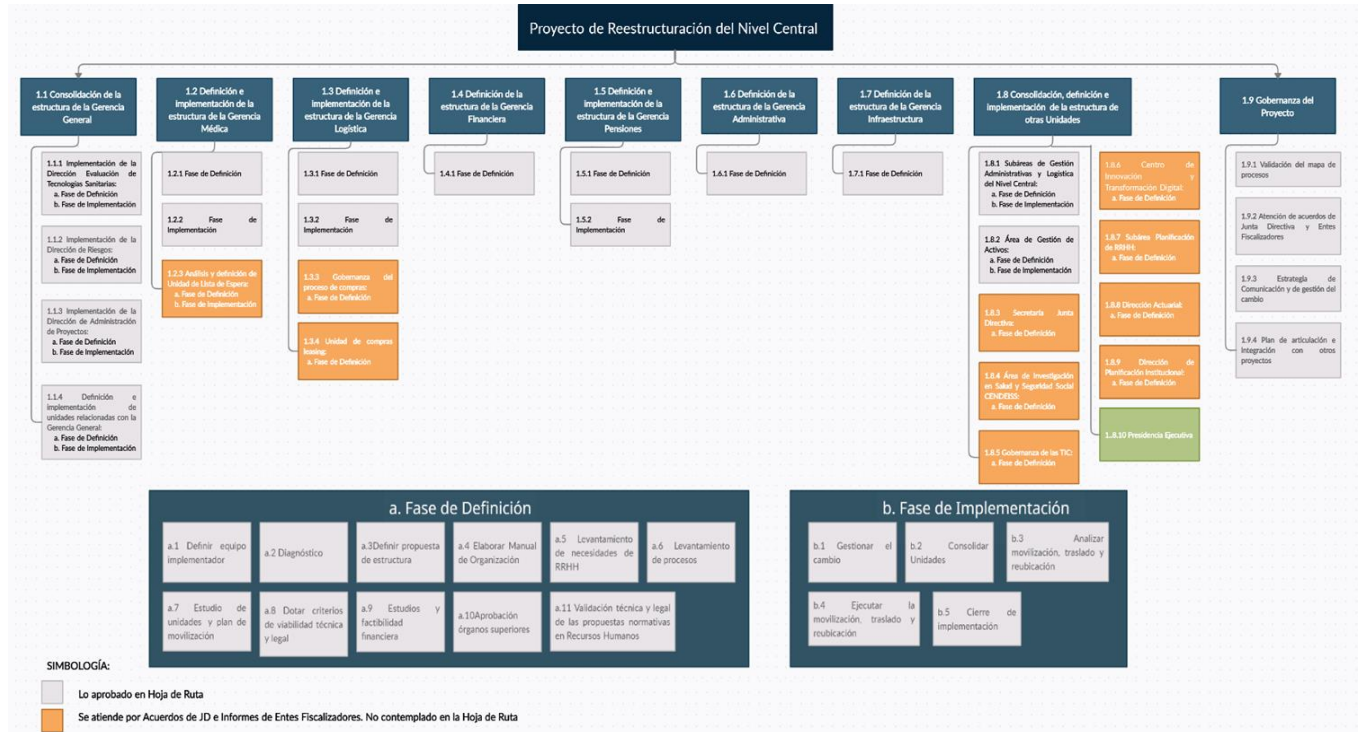 Proyecto de Reestructuración del Nivel Central
1.1 Consolidación de la
estructura de la Gerencia
General
1.1.1 Implementación de la
Dirección Evaluación de
Tecnologías Sanitarias:
a. Fase de Definición
b. Fase de Implementación
1.1.2 Implementación de la
Dirección de Riesgos:
a. Fase de Definición
b. Fase de Implementación
1.1.3 Implementación de la
Dirección de Administración
de Proyectos:
a. Fase de Definición
b. Fase de Implementación
1.1.4 Definición e
implementación de
unidades relacionadas con la
Gerencia General:
a. Fase de Definición
b. Fase de Implementación
1.2 Definición e
implementación de la
estructura de la Gerencia
Médica
1.2.1 Fase de Definición
1.2.2 Fase de
Implementación
1.2.3 Análisis y definición de
Unidad de Lista de Espera:
a. Fase de Definición
b. Fase de Implementación
1.3 Definición e
implementación de la
estructura de la Gerencia
Logística
1.3.1 Fase de Definición
1.3.2 Fase de
Implementación
1.3.3 Gobernanza del
proceso de compras:
a. Fase de Definición
1.3.4 Unidad de compras
leasing:
a. Fase de Definición
1.4 Definición de la
estructura de la Gerencia
Financiera
1.4.1 Fase de Definición
1.5 Definición e
implementación de la
estructura de la Gerencia
Pensiones
1.5.1 Fase de Definición
1.5.2 Fase de
Implementación
1.6 Definición de la
estructura de la Gerencia
Administrativa
1.6.1 Fase de Definición
1.7 Definición de la
estructura de la Gerencia
Infraestructura
1.7.1 Fase de Definición
1.8 Consolidación, definición e
implementación de la estructura de
otras Unidades
1.8.1 Subáreas de Gestión
Administrativas y Logística
del Nivel Central:
a. Fase de Definición
b. Fase de Implementación
1.8.2 Área de Gestión de
Activos:
a. Fase de Definición
b. Fase de Implementación
1.8.3 Secretaría Junta
Directiva:
a. Fase de Definición
1.8.4 Área de Investigación
en Salud y Seguridad Social
CENDEISSS:
a. Fase de Definición
1.8.5 Gobernanza de las TIC:
a. Fase de Definición
1.8.6 Centro de
Innovación y
Transformación Digital:
a. Fase de Definición
1.8.7 Subárea Planificación
de RRHH:
a. Fase de Definición
1.8.8 Dirección Actuarial:
a. Fase de Definición
1.8.9 Dirección de
Planificación Institucional:
a. Fase de Definición
1..8.10 Presidencia Ejecutiva
1.9 Gobernanza del
Proyecto
1.9.1 Validación del mapa de
procesos
1.9.2 Atención de acuerdos de
Junta Directiva y Entes
Fiscalizadores
1.9.3 Estrategia de
Comunicación y de gestión del
cambio
1.9.4 Plan de articulación e
Integración con otros
proyectos
a. Fase de Definición
a.1 Definir equipo
implementador
a.2 Diagnóstico
a.3Definir propuesta
de estructura
a.4 Elaborar Manual
de Organización
a.5 Levantamiento
de necesidades de
RRHH
a.6 Levantamiento
de procesos
a.7 Estudio de
unidades y plan de
movilización
a.8 Dotar criterios
de viabilidad técnica
y legal
a.9 Estudios y
factibilidad
financiera
a.10Aprobación
órganos superiores
a.11 Validación técnica y legal
de las propuestas normativas
en Recursos Humanos
b. Fase de Implementación
b.1 Gestionar el
cambio
b.2 Consolidar
Unidades
b.3 Analizar
movilización, traslado y
reubicación
b.4 Ejecutar la
movilización, traslado y
reubicación
b.5 Cierre de
implementación
SIMBOLOGÍA:
Lo aprobado en Hoja de Ruta
Se atiende por Acuerdos de JD e Informes de Entes Fiscalizadores. No contemplado en la Hoja de Ruta